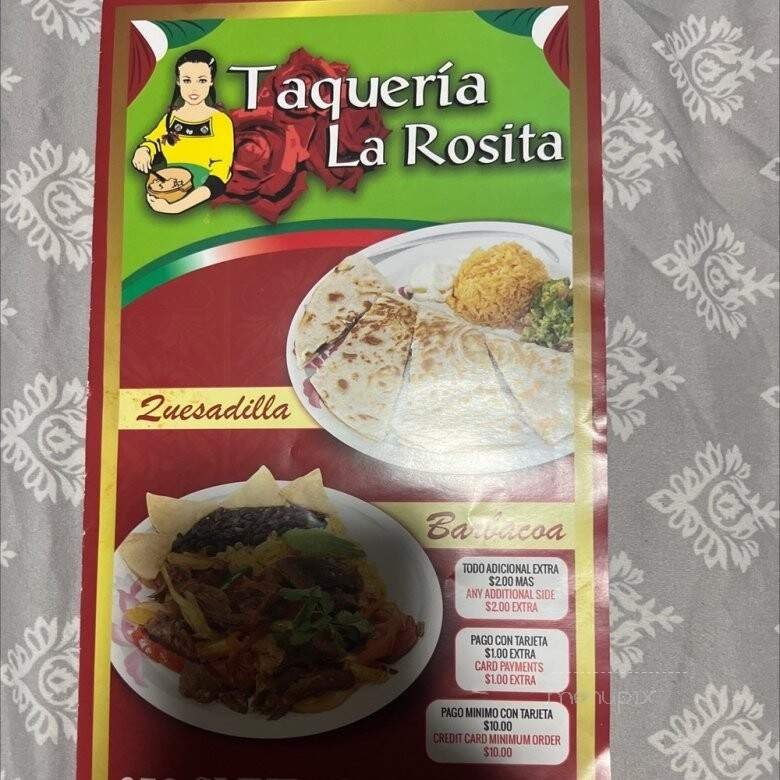 Taquería
La Rosita
Quesadilla
Barbacoa
TODO ADICIONAL EXTRA
$2.00 MAS
ANY ADDITIONAL SIDE
$2.00 EXTRA
PAGO CON TARJETA
$1.00 EXTRA
CARD PAYMENTS
$1.00 EXTRA
menupix
PAGO MINIMO CON TARJETA
$10.00
CREDIT CARD MINIMUM ORDER
$10.00